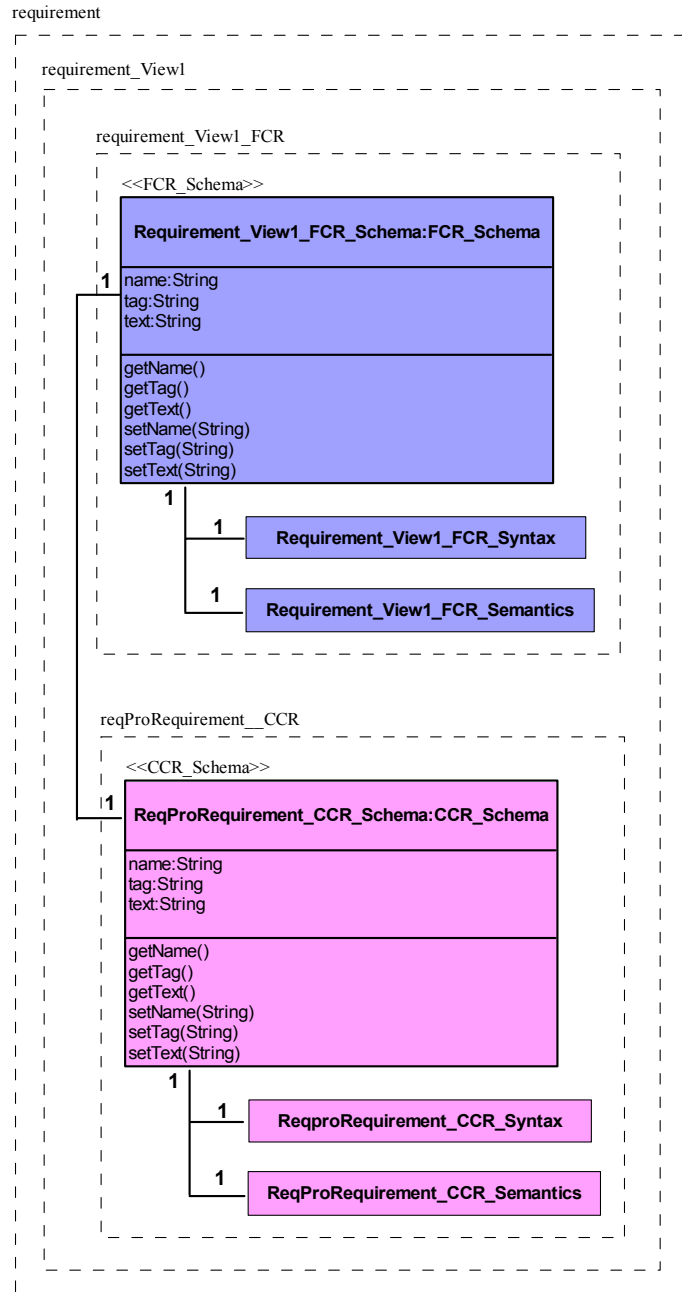 requirement
requirement_View1
requirement_View1_FCR
<<FCR_Schema>>
Requirement_View1_FCR_Schema:FCR_Schema
1
name:String
tag:String
text:String
getName()
getTag()
getText()
setName(String)
setTag(String)
setText(String)
1
1
Requirement_View1_FCR_Syntax
1
Requirement_View1_FCR_Semantics
reqProRequirement__CCR
<<CCR_Schema>>
1
ReqProRequirement_CCR_Schema:CCR_Schema
name:String
tag:String
text:String
getName()
getTag()
getText()
setName(String)
setTag(String)
setText(String)
1
1
ReqproRequirement_CCR_Syntax
1
ReqProRequirement_CCR_Semantics